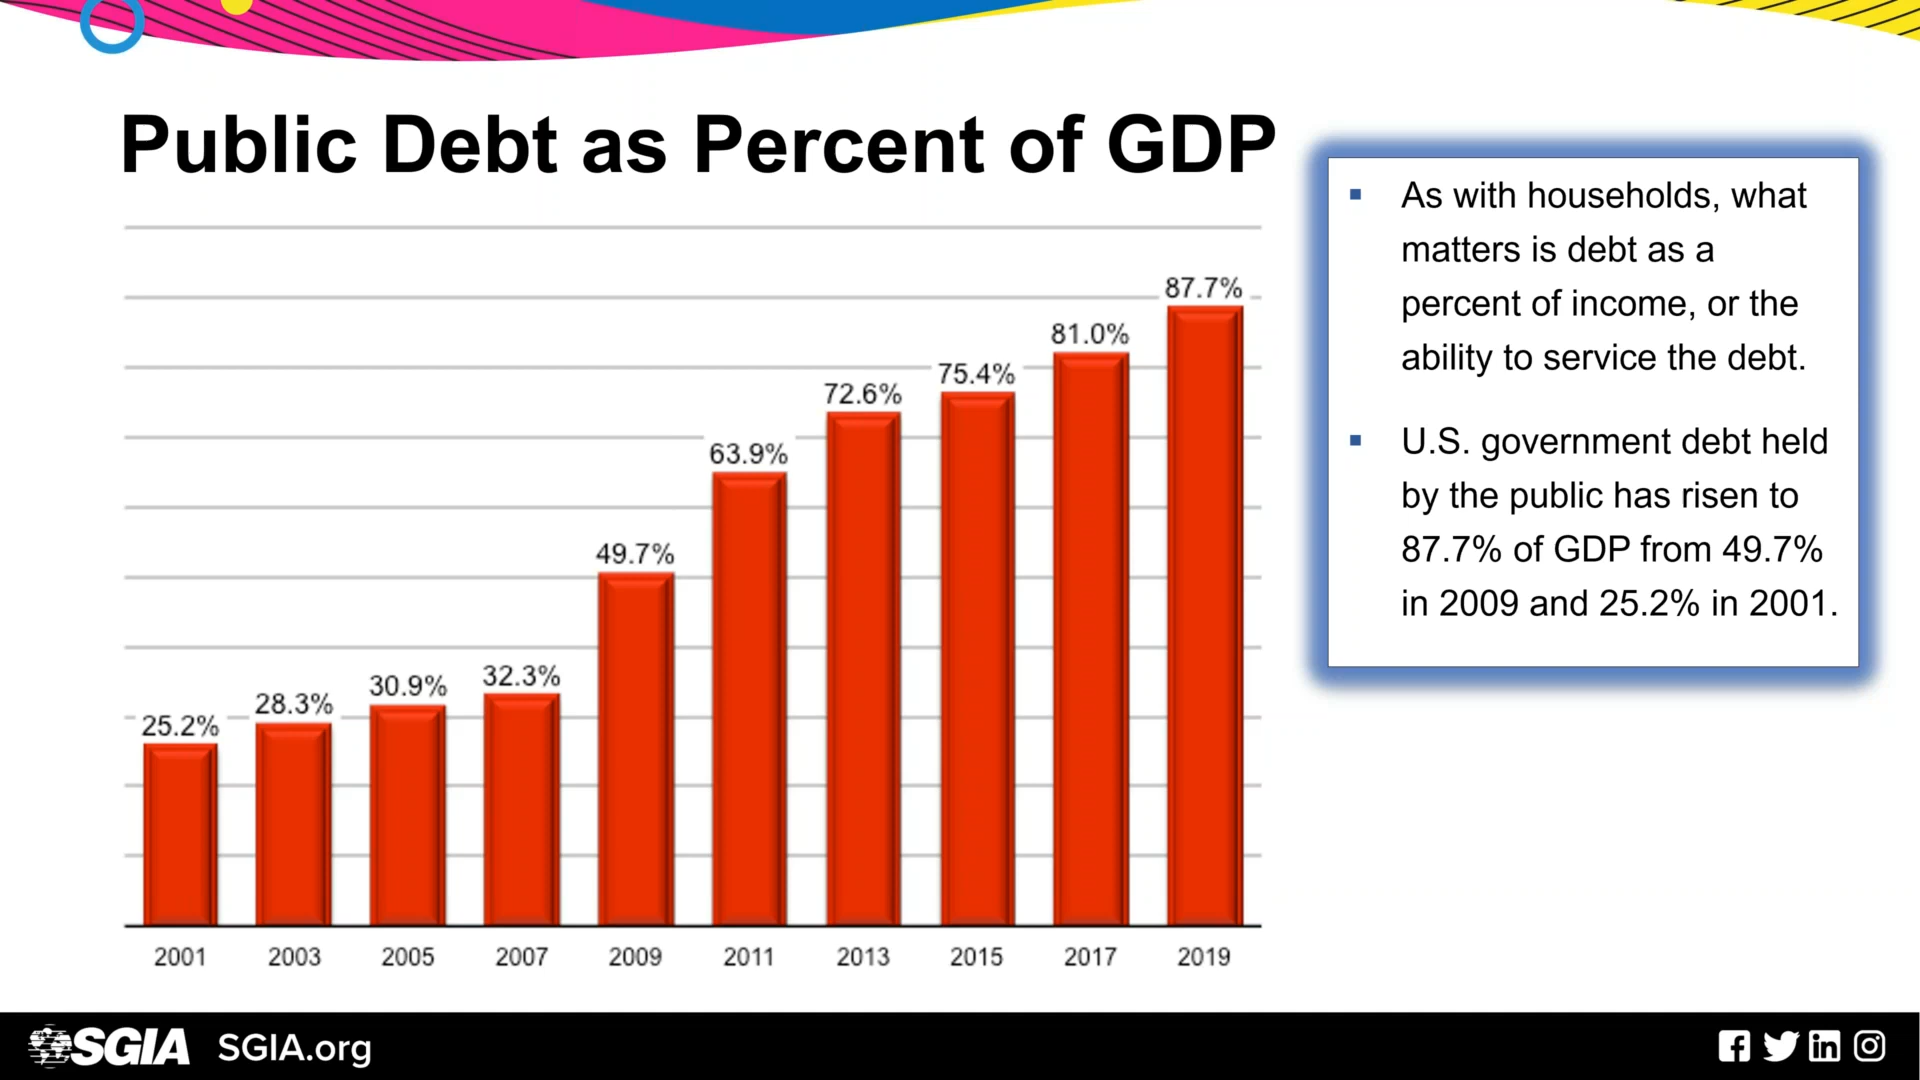 Public Debt as Percent of GDP
25.2%
28.3%
30.9%
32.3%
49.7%
63.9%
72.6%
75.4%
81.0%
87.7%
2001 2003 2005 2007 2009 2011 2013 2015 2017 2019
▪ As with households, what
matters is debt as a
percent of income, or the
ability to service the debt.
▪ U.S. government debt held
by the public has risen to
87.7% of GDP from 49.7%
in 2009 and 25.2% in 2001.
SGIA SGIA.org